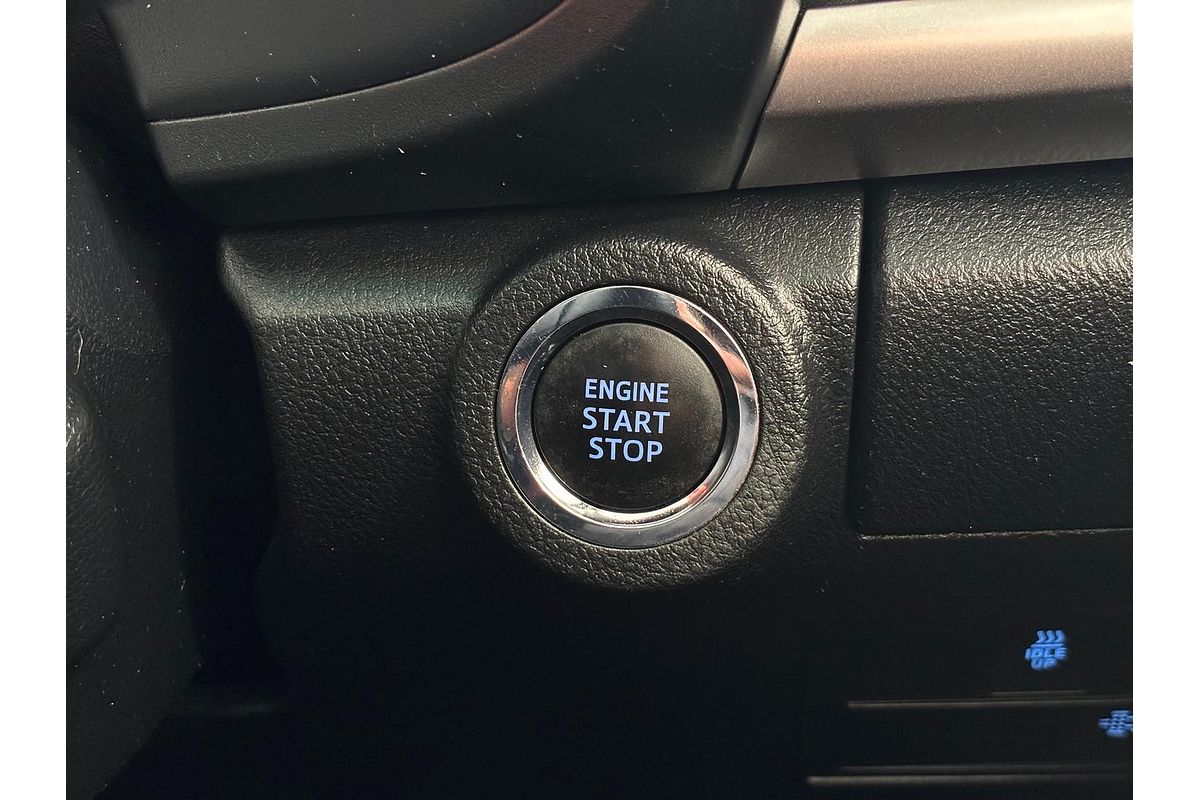 ENGINE
START
STOP
IDLE
UP